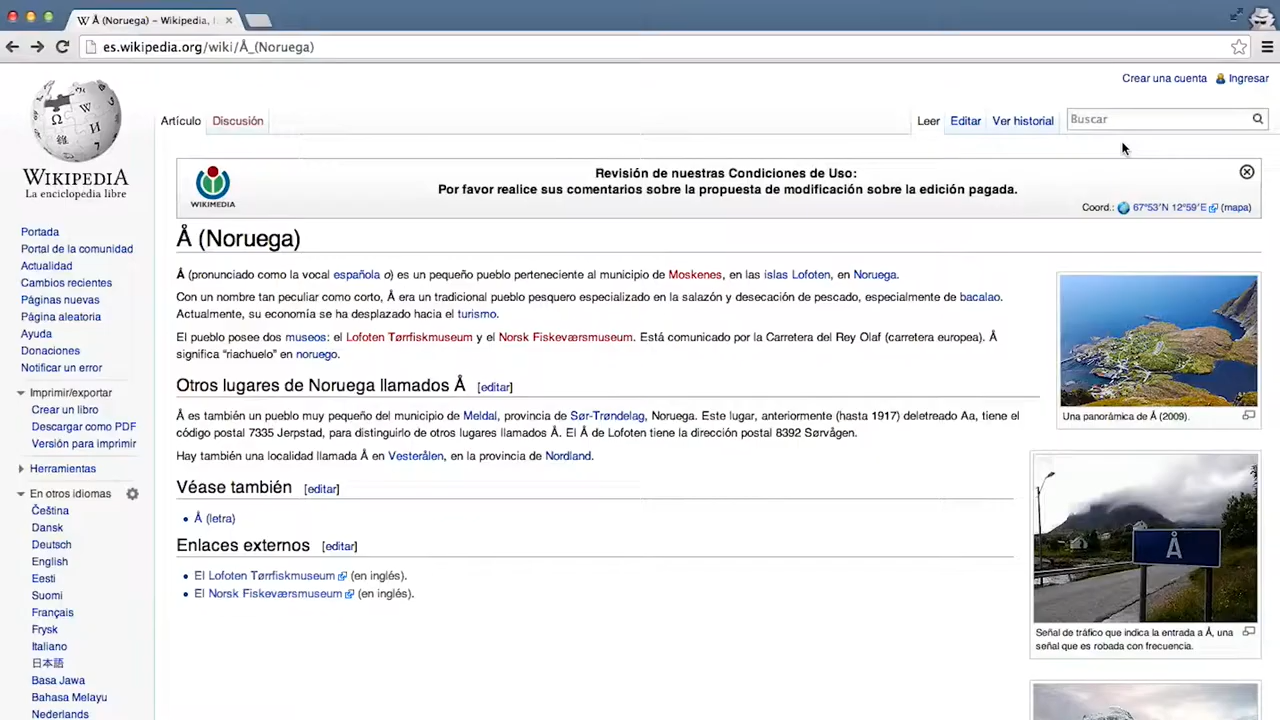 W Å (Noruega) – Wikipedia, l
es.wikipedia.org/wiki/Å_(Noruega)
Crear una cuenta Ingresar
Artículo Discusión Leer Editar Ver historial Buscar
WIKIPEDIA
La enciclopedia libre
Portada
Portal de la comunidad
Actualidad
Cambios recientes
Páginas nuevas
Página aleatoria
Ayuda
Donaciones
Notificar un error
Imprimir/exportar
Crear un libro
Descargar como PDF
Versión para imprimir
Herramientas
En otros idiomas
Čeština
Dansk
Deutsch
English
Eesti
Suomi
Français
Frysk
Italiano
日本語
Basa Jawa
Bahasa Melayu
Nederlands
WIKIMEDIA
Revisión de nuestras Condiciones de Uso:
Por favor realice sus comentarios sobre la propuesta de modificación sobre la edición pagada.
Coord.: 67°53′N 12°59′E (mapa)
Å (Noruega)
Å (pronunciado como la vocal española o) es un pequeño pueblo perteneciente al municipio de Moskenes, en las islas Lofoten, en Noruega.
Con un nombre tan peculiar como corto, Å era un tradicional pueblo pesquero especializado en la salazón y desecación de pescado, especialmente de bacalao.
Actualmente, su economía se ha desplazado hacia el turismo.
El pueblo posee dos museos: el Lofoten Tørrfiskmuseum y el Norsk Fiskeværsmuseum. Está comunicado por la Carretera del Rey Olaf (carretera europea). Å
significa “riachuelo” en noruego.
Otros lugares de Noruega llamados Å [editar]
Å es también un pueblo muy pequeño del municipio de Meldal, provincia de Sør-Trøndelag, Noruega. Este lugar, anteriormente (hasta 1917) deletreado Aa, tiene el
código postal 7335 Jerpstad, para distinguirlo de otros lugares llamados Å. El Å de Lofoten tiene la dirección postal 8392 Sørvågen.
Hay también una localidad llamada Å en Vesterålen, en la provincia de Nordland.
Véase también [editar]
Å (letra)
Enlaces externos [editar]
El Lofoten Tørrfiskmuseum (en inglés).
El Norsk Fiskeværsmuseum (en inglés).
Una panorámica de Å (2009).
Å
Señal de tráfico que indica la entrada a Å, una
señal que es robada con frecuencia.